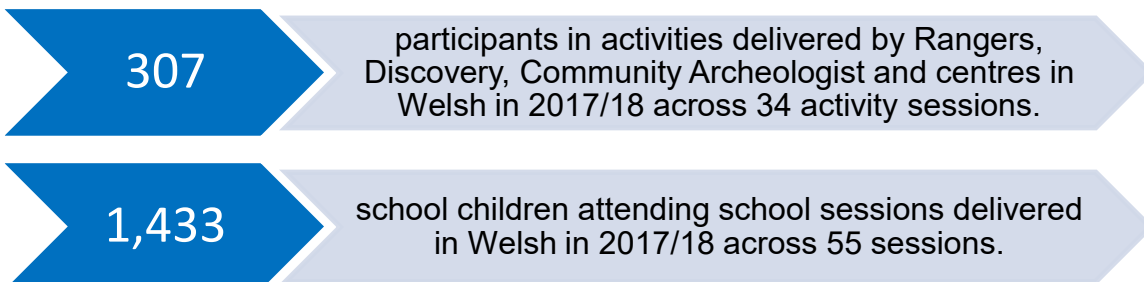 307
participants in activities delivered by Rangers,
Discovery, Community Archeologist and centres in
Welsh in 2017/18 across 34 activity sessions.
1,433
school children attending school sessions delivered
in Welsh in 2017/18 across 55 sessions.